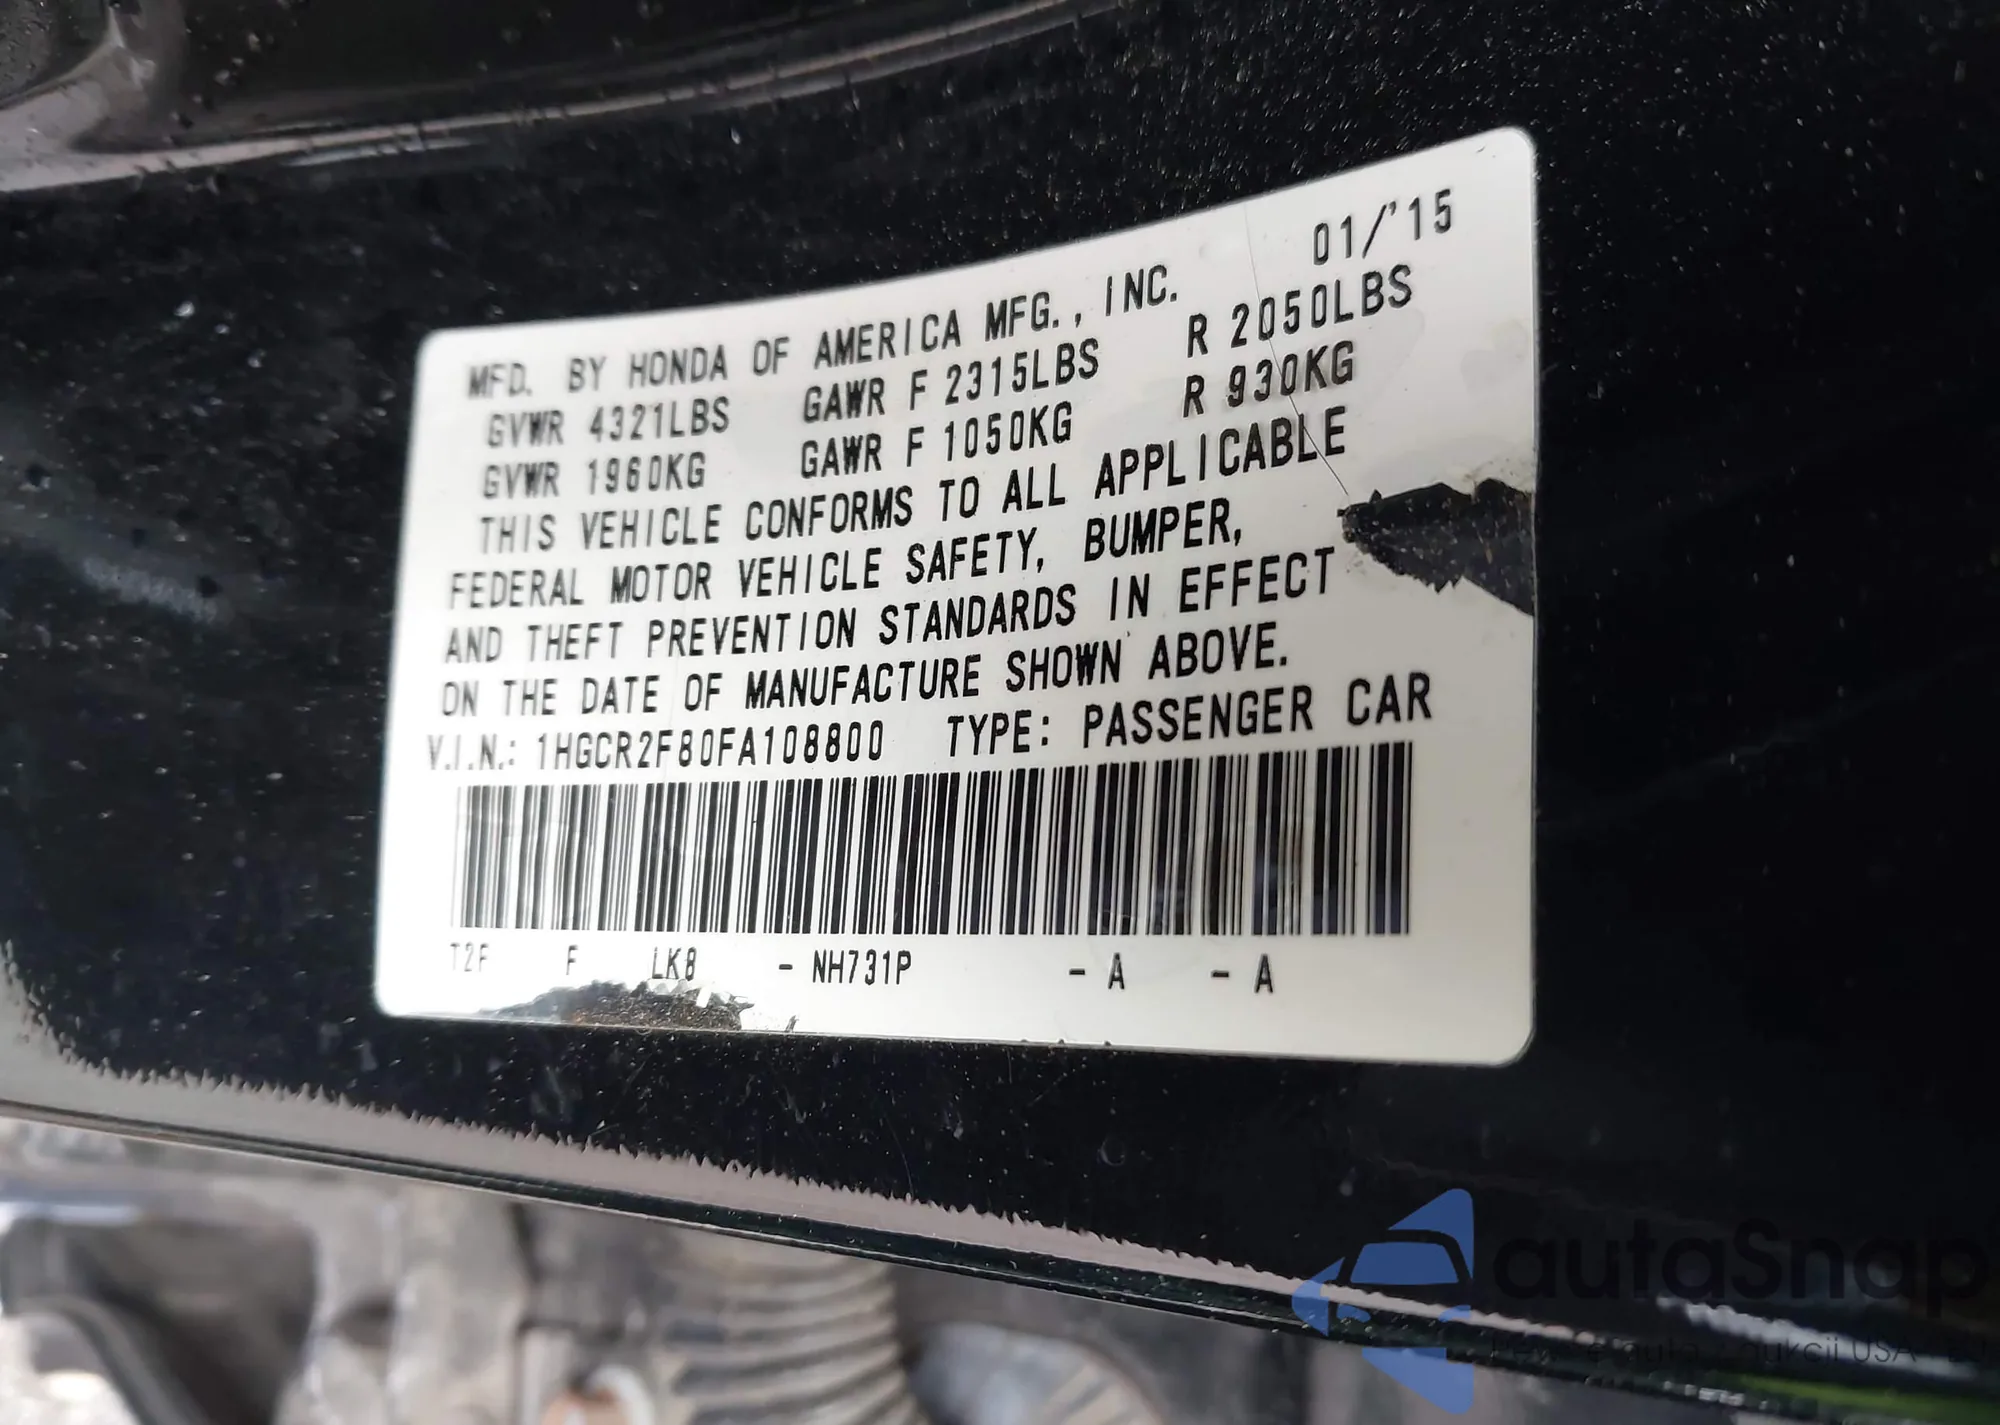 01/'15
MFD. BY HONDA OF AMERICA MFG., INC.
GVWR 4321LBS GAWR F 2315LBS R 2050LBS
GVWR 1960KG GAWR F 1050KG R 930KG
THIS VEHICLE CONFORMS TO ALL APPLICABLE
FEDERAL MOTOR VEHICLE SAFETY, BUMPER,
AND THEFT PREVENTION STANDARDS IN EFFECT
ON THE DATE OF MANUFACTURE SHOWN ABOVE.
V.I.N.: 1HGCR2F80FA108800 TYPE: PASSENGER CAR
T2F F LK8 - NH731P - A - A
autaSnap
USA